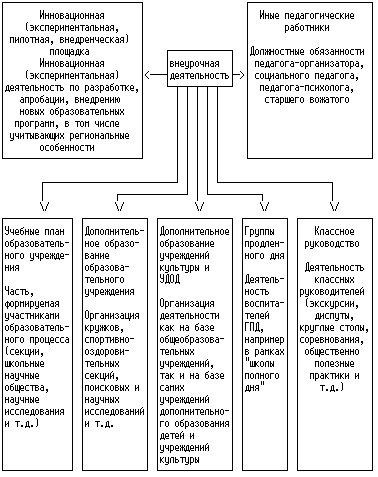 Инновационная
(экспериментальная,
пилотная, внедренческая)
площадка
Инновационная
(экспериментальная)
деятельность по разработке,
апробации, внедрению
новых образовательных
программ, в том числе
учитывающих региональные
особенности
внеурочная
деятельность
Иные педагогические
работники
Должностные обязанности
педагога-организатора,
социального педагога,
педагога-психолога,
старшего вожатого
Учебные план
образователь-
ного учрежде-
ния
Часть,
формируемая
участниками
образователь-
ного процесса
(секции,
школьные
научные
общества,
научные
исследования
и т.д.)
Дополнитель-
ное образо-
вание
образова-
тельного
учреждения
Организация
кружков,
спортивно-
оздорови-
тельных
секций,
поисковых и
научных
исследований
и т.д.
Дополнительное
образование
учреждений
культуры и
УДОД
Организация
деятельности
как на базе
общеобразова-
тельных
учреждений,
так и на базе
самих
учреждений
дополнитель-
ного образования
детей и
учреждений
культуры
Группы
продлен-
ного дня
Деятель-
ность
воспита-
телей
ГПД,
например
в рамках
"школы
полного
дня"
Классное
руководство
Деятельность
классных
руководителей
(экскурсии,
диспуты,
круглые столы,
соревнования,
общественно
полезные
практики и
т.д.)